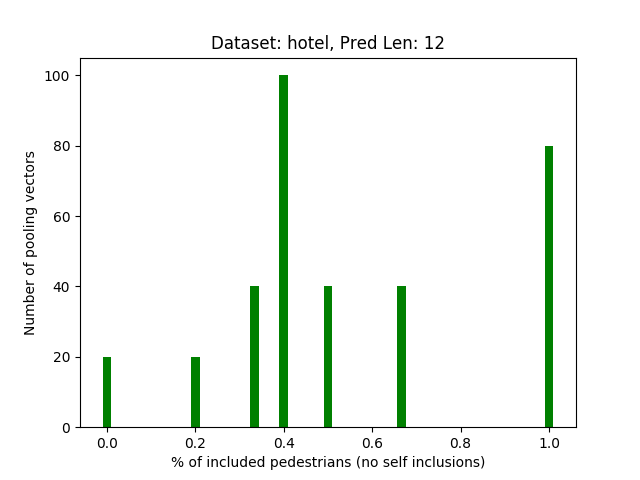 Dataset: hotel, Pred Len: 12
100
80
60
40
20
0
Number of pooling vectors
0.0 0.2 0.4 0.6 0.8 1.0
% of included pedestrians (no self inclusions)